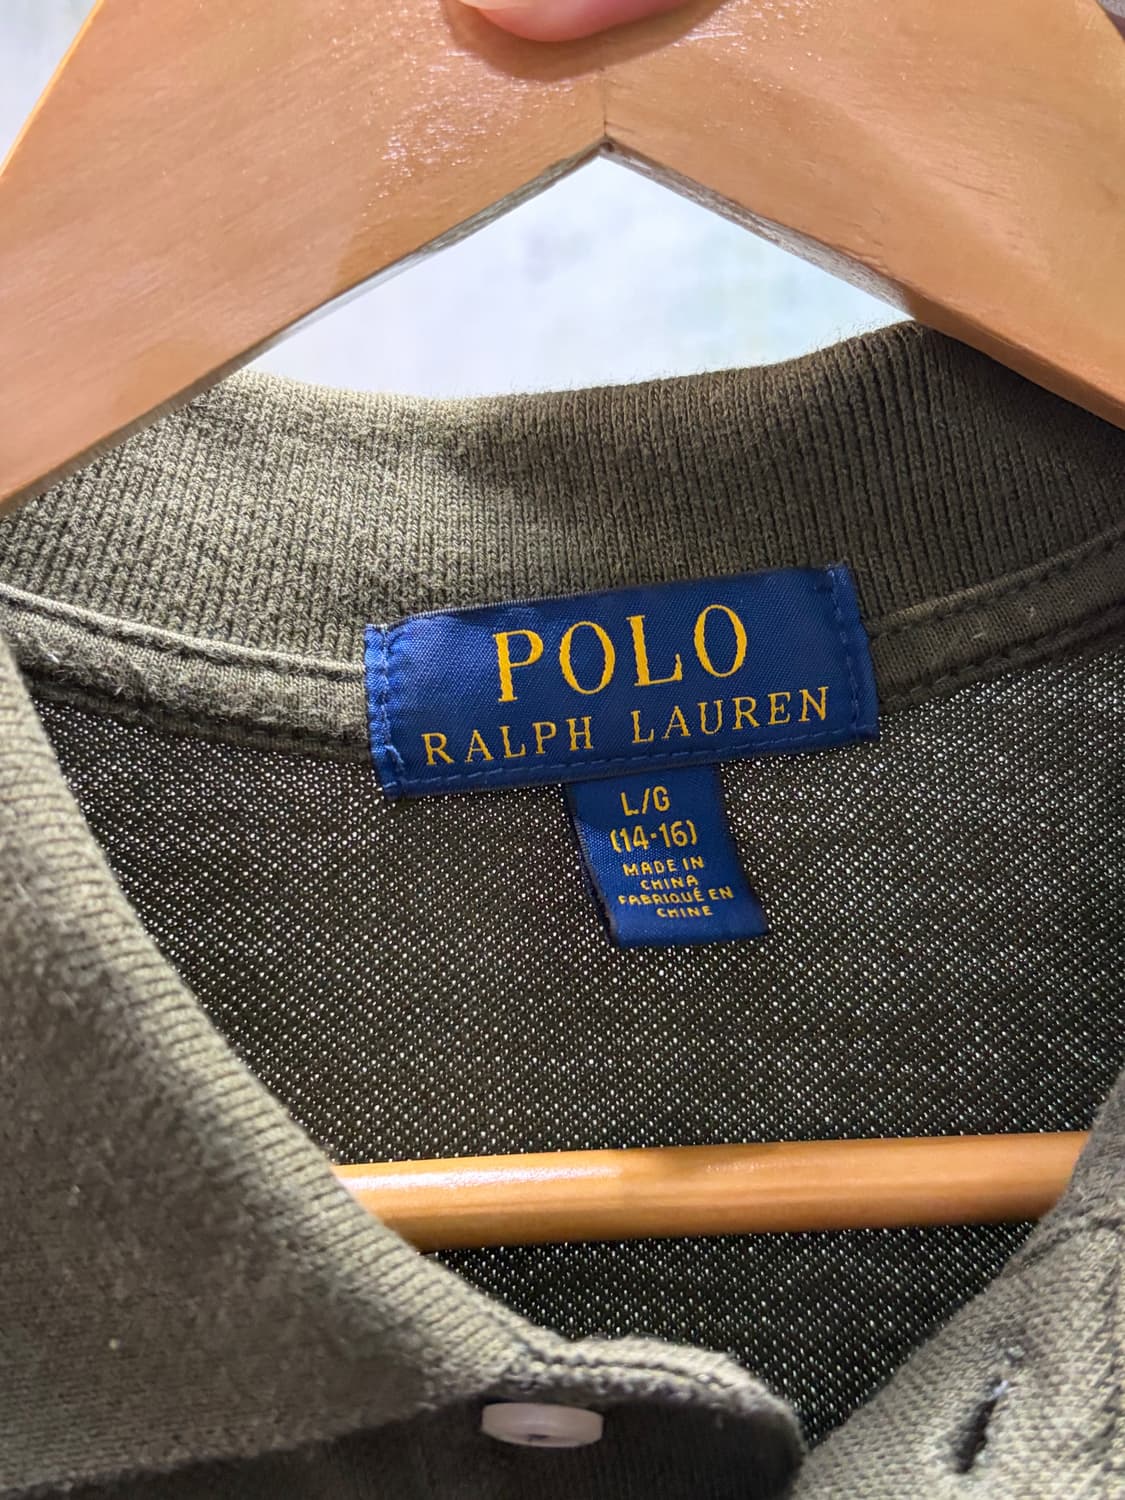 POLO
RALPH LAUREN
L/G
(14-16)
MADE IN
CHINA
FABRIQUÉ EN
CHINE